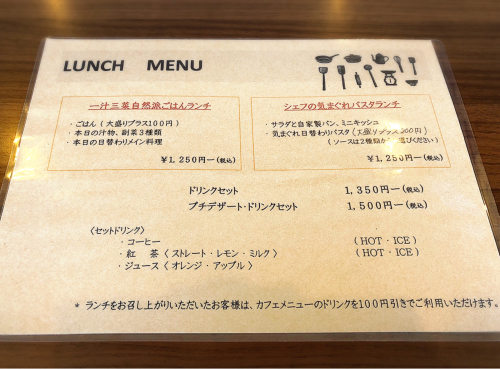 LUNCH MENU
一汁三菜自然派ごはんランチ
・ごはん(大盛りプラス100円)
・本日の汁物、副菜3種類
・本日の日替わりメイン料理
¥1,250円ー(税込)
シェフの気まぐれパスタランチ
・サラダと自家製パン、ミニキッシュ
・気まぐれ日替わりパスタ(大盛りプラス200円)
(ソースは2種類からお選びください)
¥1,250円ー(税込)
ドリンクセット 1,350円ー(税込)
プチデザート・ドリンクセット 1,500円ー(税込)
〈セットドリンク〉
・コーヒー (HOT・ICE)
・紅 茶〈ストレート・レモン・ミルク〉 (HOT・ICE)
・ジュース〈オレンジ・アップル〉
* ランチをお召し上がりいただいたお客様は、カフェメニューのドリンクを100円引きでご利用いただけます。